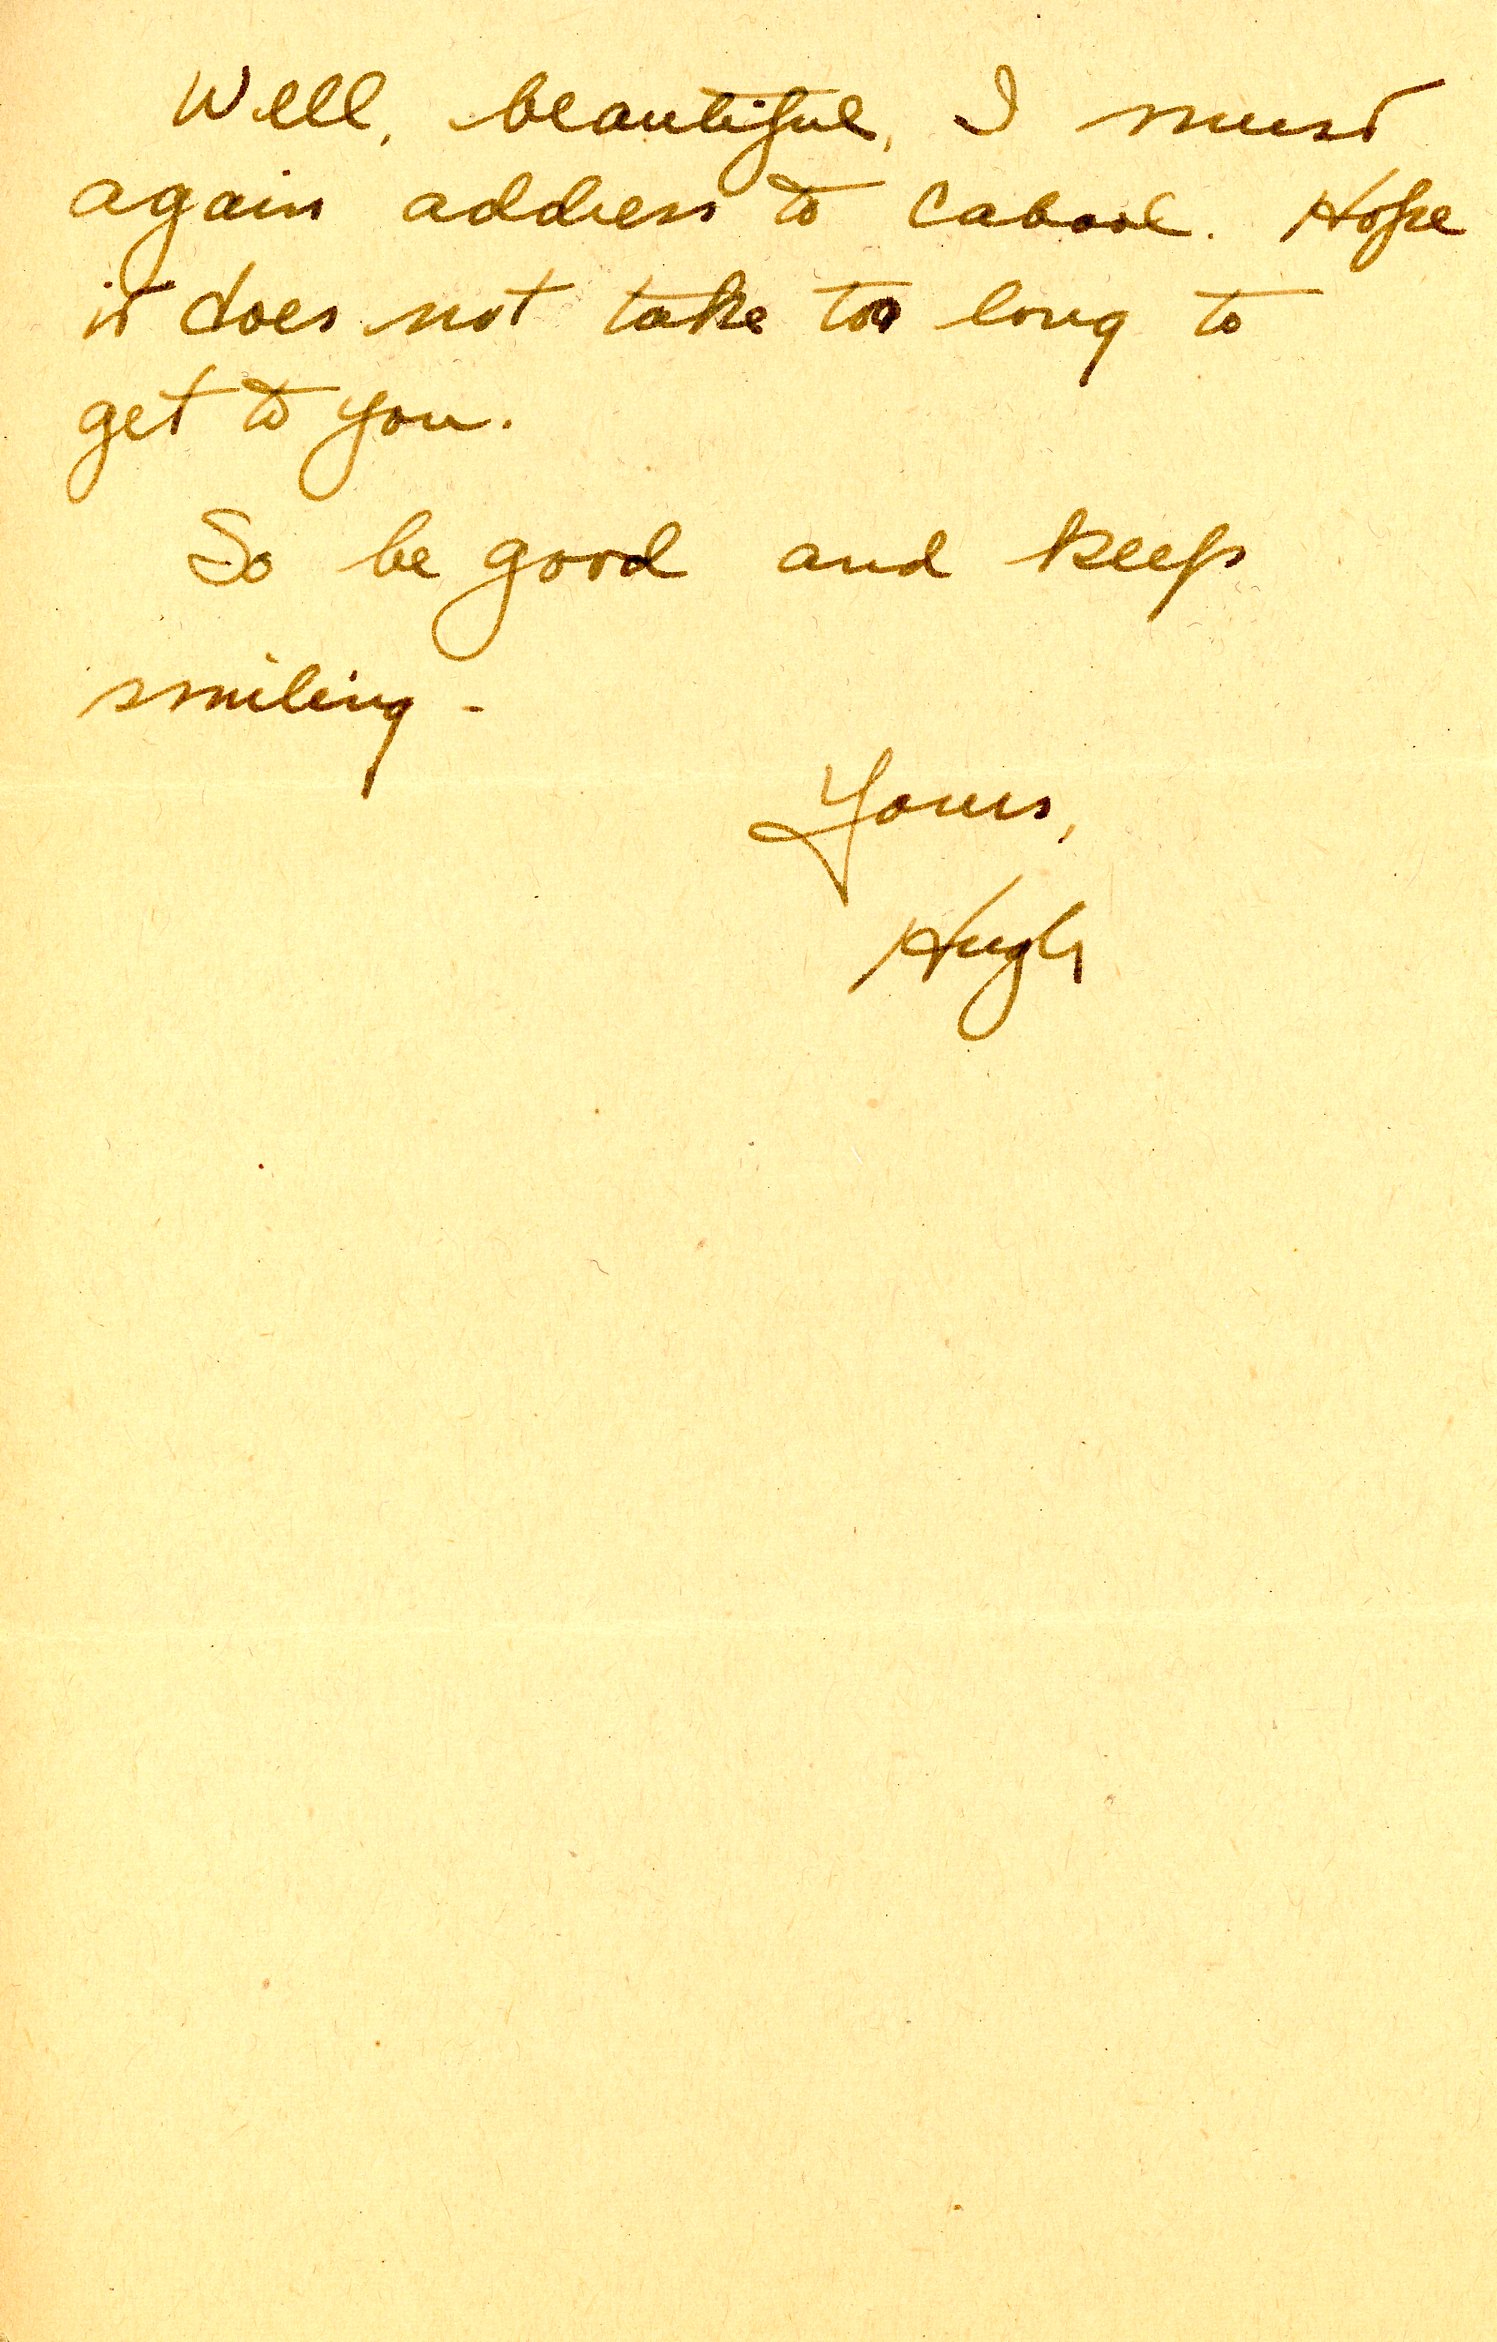 Well, beautiful, I must
again address to Cabool. Hope
it does not take too long to
get to you.
So be good and keep
smiling -
Yours,
Hugh